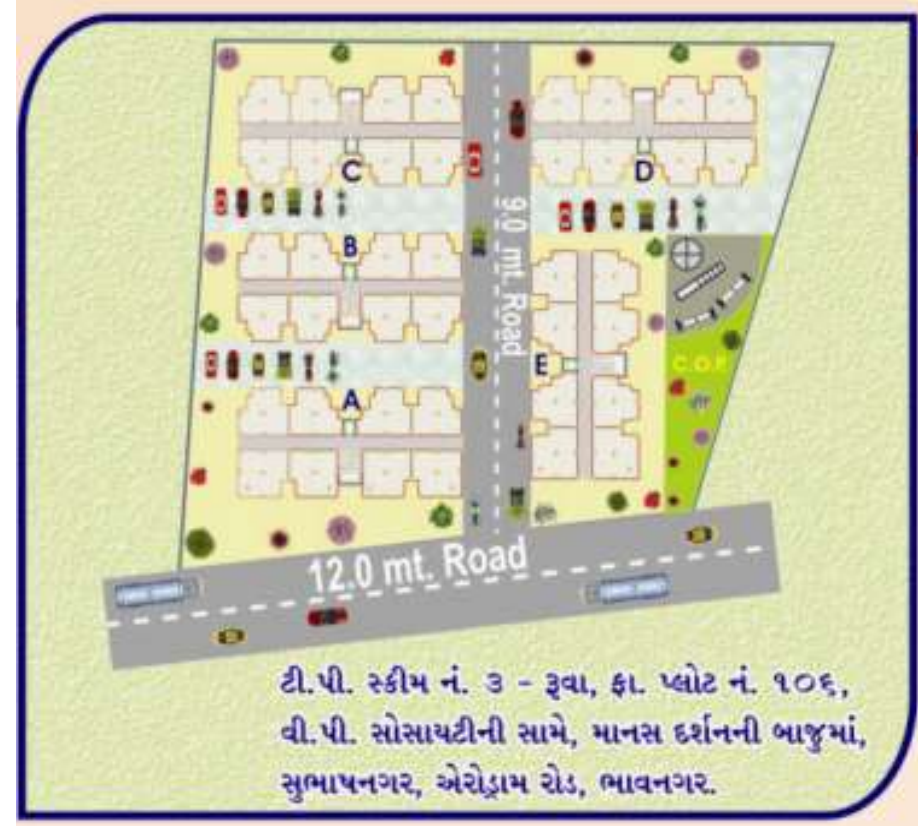 C
D
B
9.0 mt. Road
A
E
C.O.P.
12.0 mt. Road
ટી.પી. સ્કીમ નં. ૩ - રૂવા, ફા. પ્લોટ નં. ૧૦૬,
વી.પી. સોસાયટીની સામે, માનસ દર્શનની બાજુમાં,
સુભાષનગર, એરોડ્રામ રોડ, ભાવનગર.